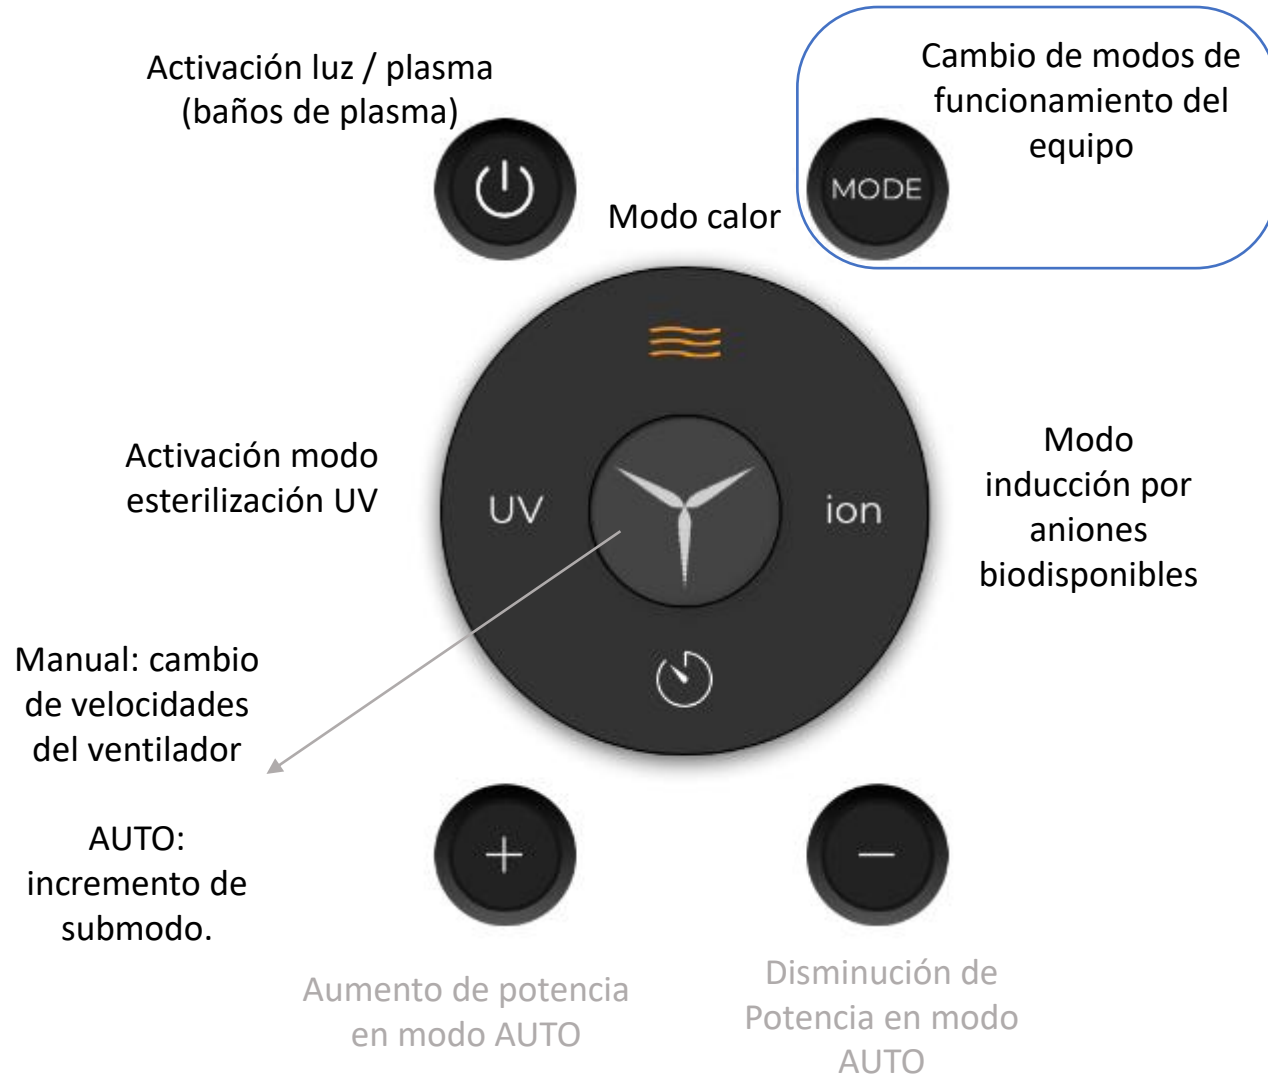 Activación luz / plasma
(baños de plasma)
Cambio de modos de
funcionamiento del
equipo
MODE
Modo calor
Activación modo
esterilización UV
UV
ion
Modo
inducción por
aniones
biodisponibles
Manual: cambio
de velocidades
del ventilador
AUTO:
incremento de
submodo.
+
−
Aumento de potencia
en modo AUTO
Disminución de
Potencia en modo
AUTO